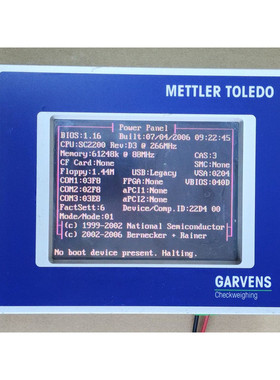 METTLER TOLEDO
Power Panel
BIOS:1.16 Built:07/04/2006 09:22:45
CPU:SC2200 Rev:D3 @ 266MHz
Memory:61248k @ 88MHz CAS:3
CF Card:None SMC:None
Floppy:1.44M USB:Legacy VSA:0204
COM1:03F8 FPGA:None VBIOS:040D
COM2:02F8 aPCI1:None
COM3:03E8 aPCI2:None
FactSett:6 Device/Comp.ID:22D4 00
Mode/Node:01
(c) 1999-2002 National Semiconductor
(c) 2002-2006 Bernecker + Rainer
No boot device present. Halting.
GARVENS
Checkweighing